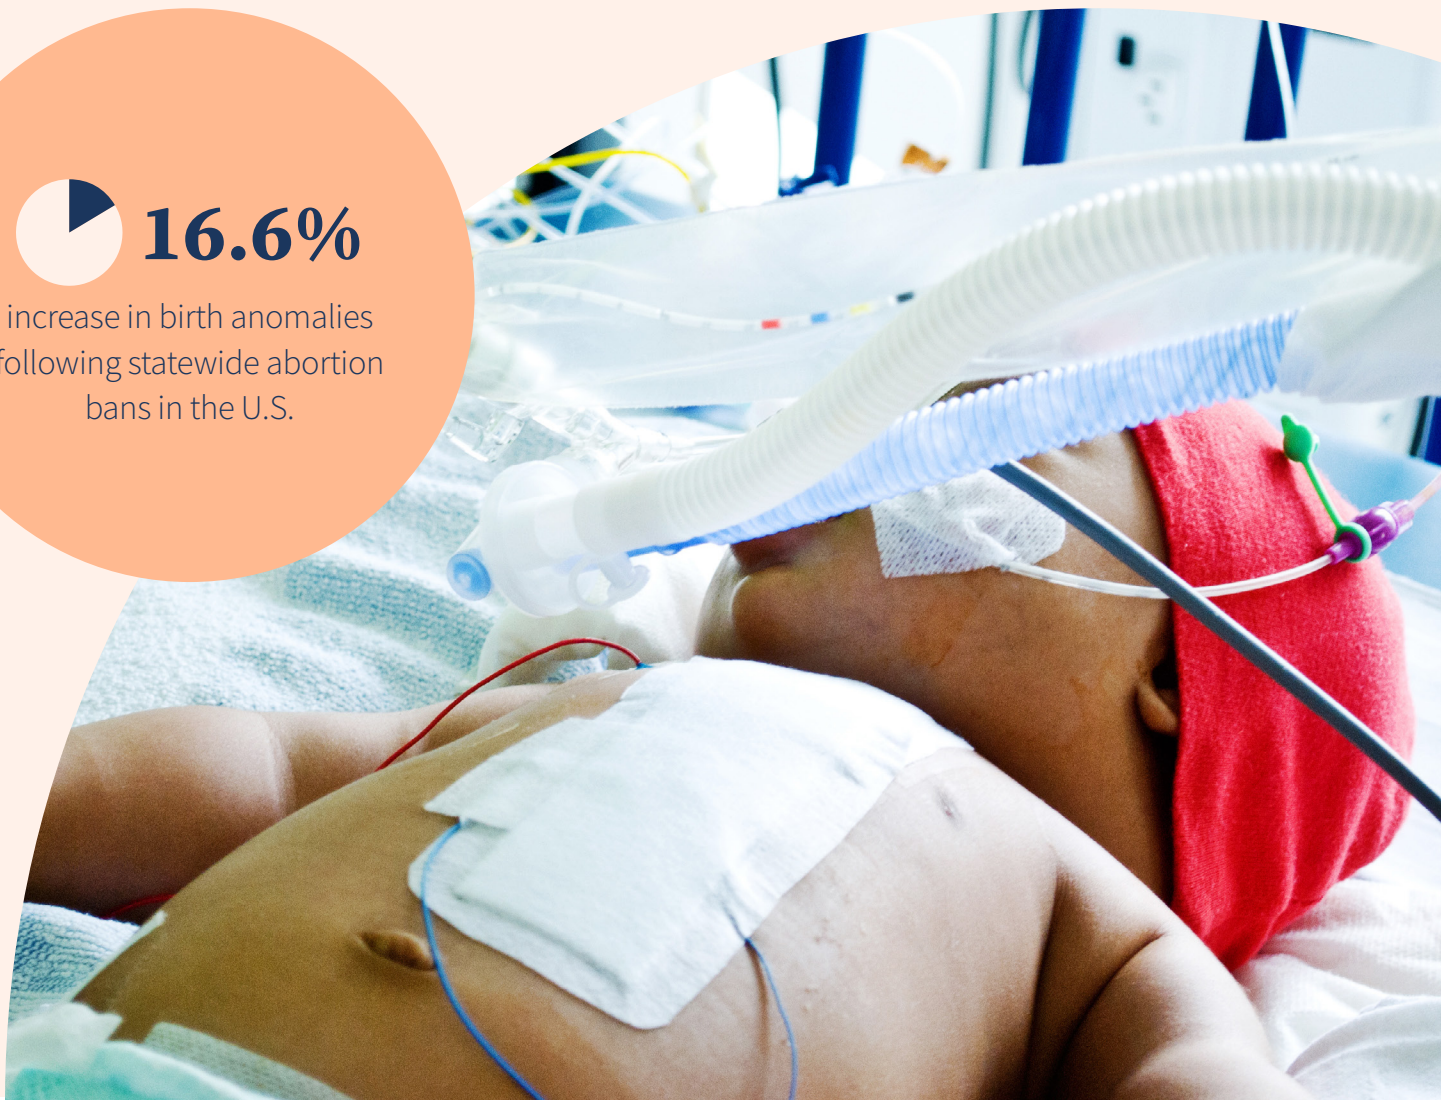 16.6%
increase in birth anomalies
following statewide abortion
bans in the U.S.